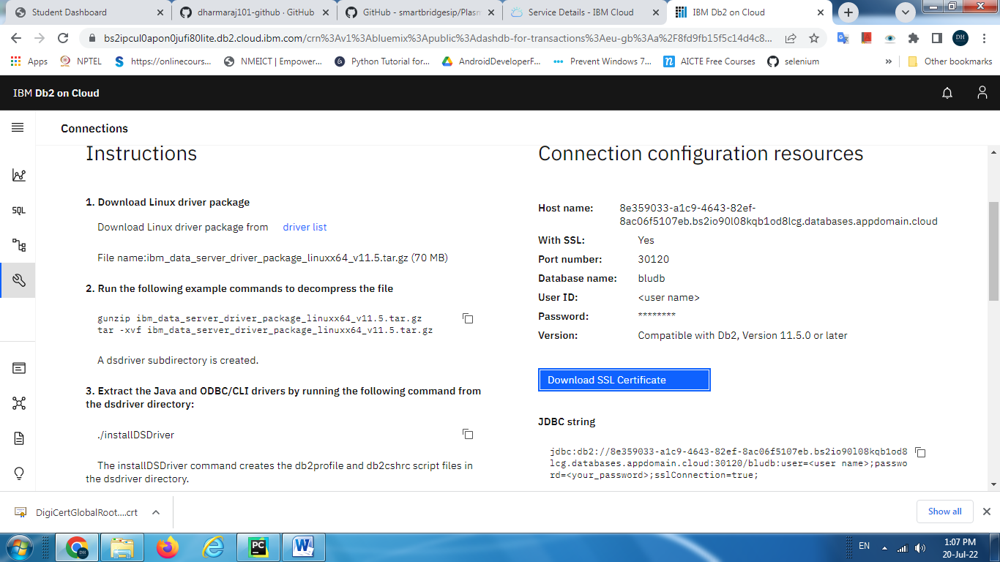 Student Dashboard
dharmaraj101-github · GitHub
GitHub - smartbridgesip/Plasm
Service Details - IBM Cloud
IBM Db2 on Cloud
bs2ipcul0apon0jufi80lite.db2.cloud.ibm.com/crn%3Av1%3Abluemix%3Apublic%3Adashdb-for-transactions%3Aeu-gb%3Aa%2F8fd9fb15f5c14d4c8...
DH
Apps
NPTEL
https://onlinecours...
NMEICT | Empower...
Python Tutorial for...
AndroidDeveloperF...
Prevent Windows 7...
AICTE Free Courses
selenium
»
Other bookmarks
IBM Db2 on Cloud
Connections
SQL
Instructions
1. Download Linux driver package
Download Linux driver package from driver list
File name:ibm_data_server_driver_package_linuxx64_v11.5.tar.gz (70 MB)
2. Run the following example commands to decompress the file
gunzip ibm_data_server_driver_package_linuxx64_v11.5.tar.gz
tar -xvf ibm_data_server_driver_package_linuxx64_v11.5.tar.gz
A dsdriver subdirectory is created.
3. Extract the Java and ODBC/CLI drivers by running the following command from
the dsdriver directory:
./installDSDriver
The installDSDriver command creates the db2profile and db2cshrc script files in
the dsdriver directory.
Connection configuration resources
Host name: 8e359033-a1c9-4643-82ef-
8ac06f5107eb.bs2io90l08kqb1od8lcg.databases.appdomain.cloud
With SSL: Yes
Port number: 30120
Database name: bludb
User ID: <user name>
Password: ********
Version: Compatible with Db2, Version 11.5.0 or later
Download SSL Certificate
JDBC string
jdbc:db2://8e359033-a1c9-4643-82ef-8ac06f5107eb.bs2io90l08kqb1od8
lcg.databases.appdomain.cloud:30120/bludb:user=<user name>;passwo
rd=<your_password>;sslConnection=true;
DigiCertGlobalRoot....crt
Show all
DH
PC
W
EN
1:07 PM
20-Jul-22